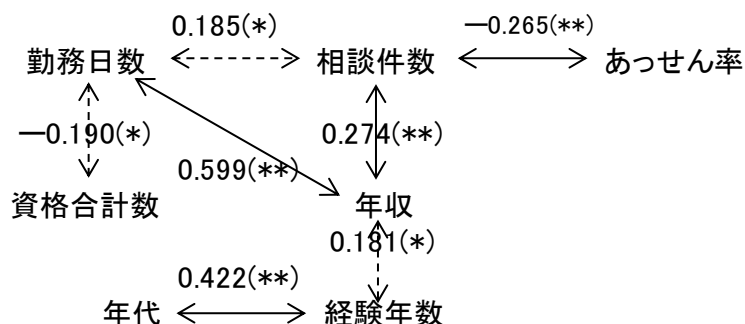 0.185(*)
ー0.265(**)
勤務日数
相談件数
あっせん率
ー0.190(*)
0.274(**)
0.599(**)
資格合計数
年収
0.181(*)
0.422(**)
年代
経験年数